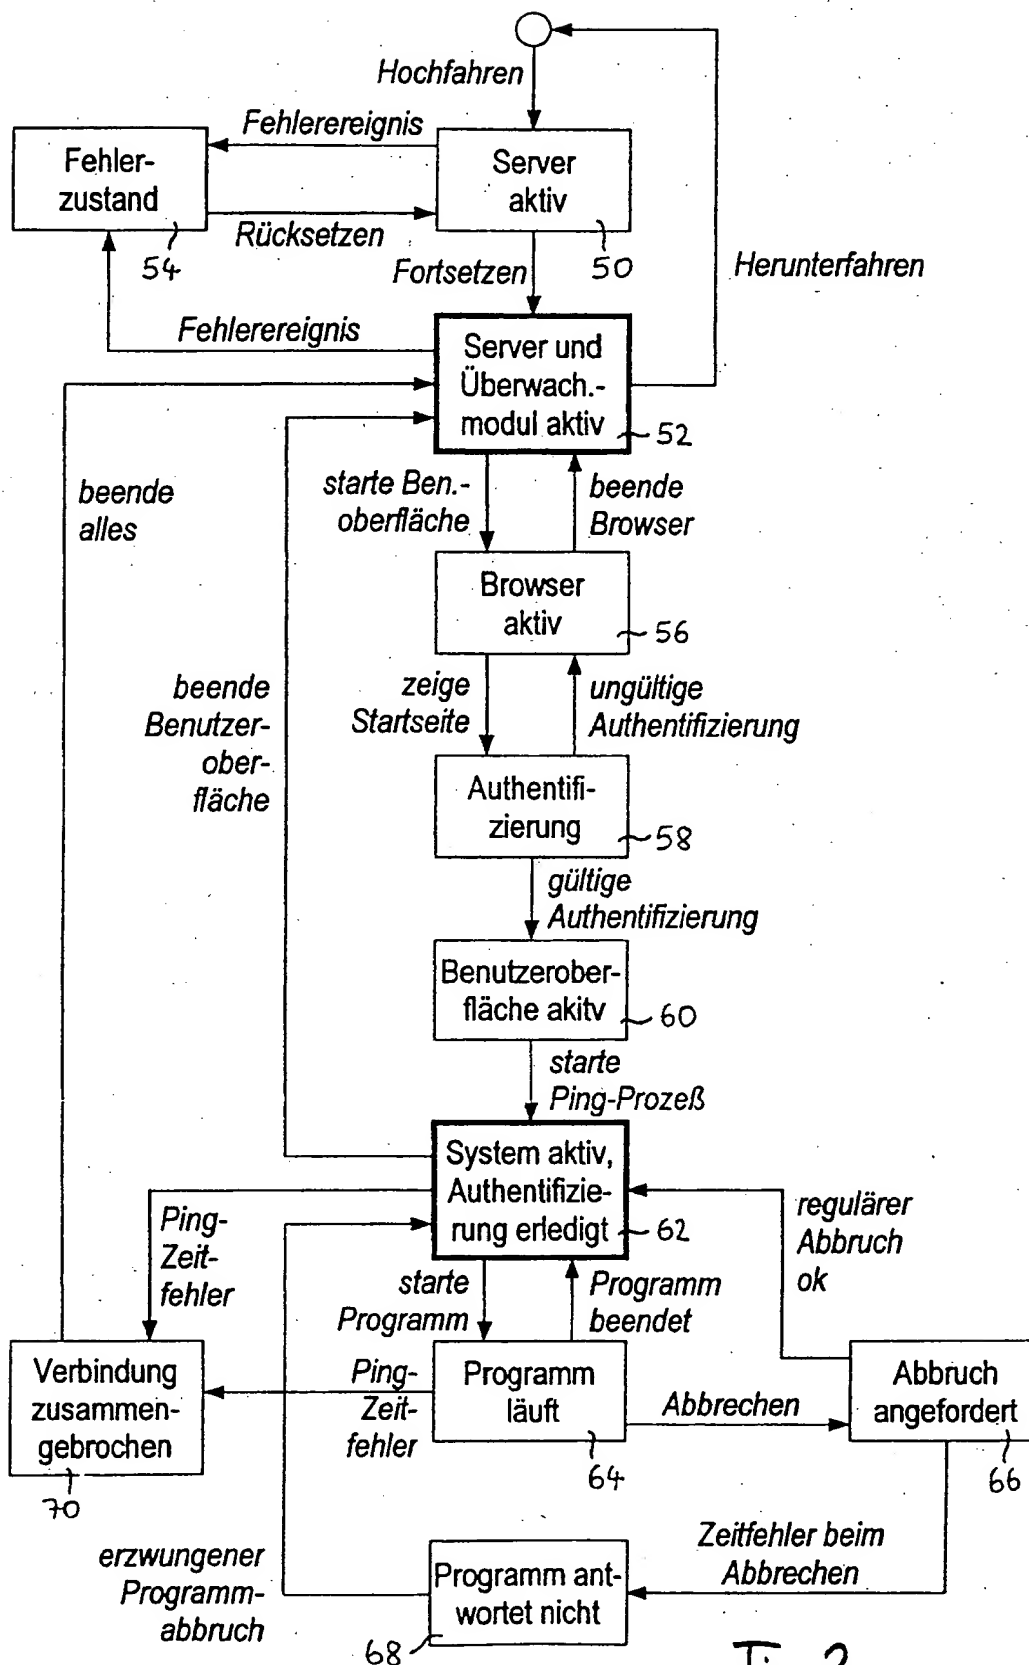 Hochfahren
Fehlerereignis
Fehler-
zustand
54
Server
aktiv
50
Rücksetzen
Fortsetzen
Herunterfahren
Fehlerereignis
Server und
Überwach.-
modul aktiv
52
beende
alles
starte Ben.-
oberfläche
beende
Browser
Browser
aktiv
56
beende
Benutzer-
ober-
fläche
zeige
Startseite
ungültige
Authentifizierung
Authentifi-
zierung
58
gültige
Authentifizierung
Benutzerober-
fläche akitv
60
starte
Ping-Prozeß
System aktiv,
Authentifizie-
rung erledigt
62
Ping-
Zeit-
fehler
regulärer
Abbruch
ok
starte
Programm
Programm
beendet
Verbindung
zusammen-
gebrochen
70
Ping-
Zeit-
fehler
Programm
läuft
64
Abbrechen
Abbruch
angefordert
66
erzwungener
Programm-
abbruch
Programm ant-
wortet nicht
68
Zeitfehler beim
Abbrechen